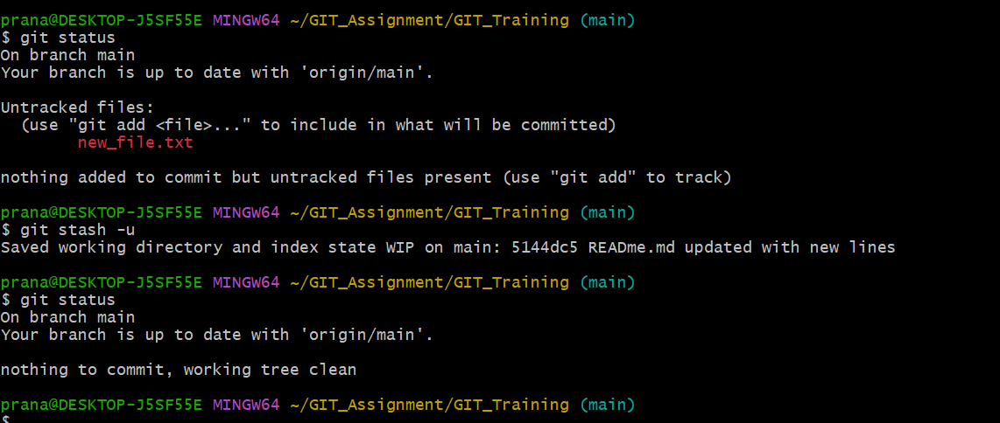 prana@DESKTOP-J5SF55E MINGW64 ~/GIT_Assignment/GIT_Training (main)
$ git status
On branch main
Your branch is up to date with 'origin/main'.
Untracked files:
(use "git add <file>..." to include in what will be committed)
new_file.txt
nothing added to commit but untracked files present (use "git add" to track)
prana@DESKTOP-J5SF55E MINGW64 ~/GIT_Assignment/GIT_Training (main)
$ git stash -u
Saved working directory and index state WIP on main: 5144dc5 READme.md updated with new lines
prana@DESKTOP-J5SF55E MINGW64 ~/GIT_Assignment/GIT_Training (main)
$ git status
On branch main
Your branch is up to date with 'origin/main'.
nothing to commit, working tree clean
prana@DESKTOP-J5SF55E MINGW64 ~/GIT_Assignment/GIT_Training (main)
$